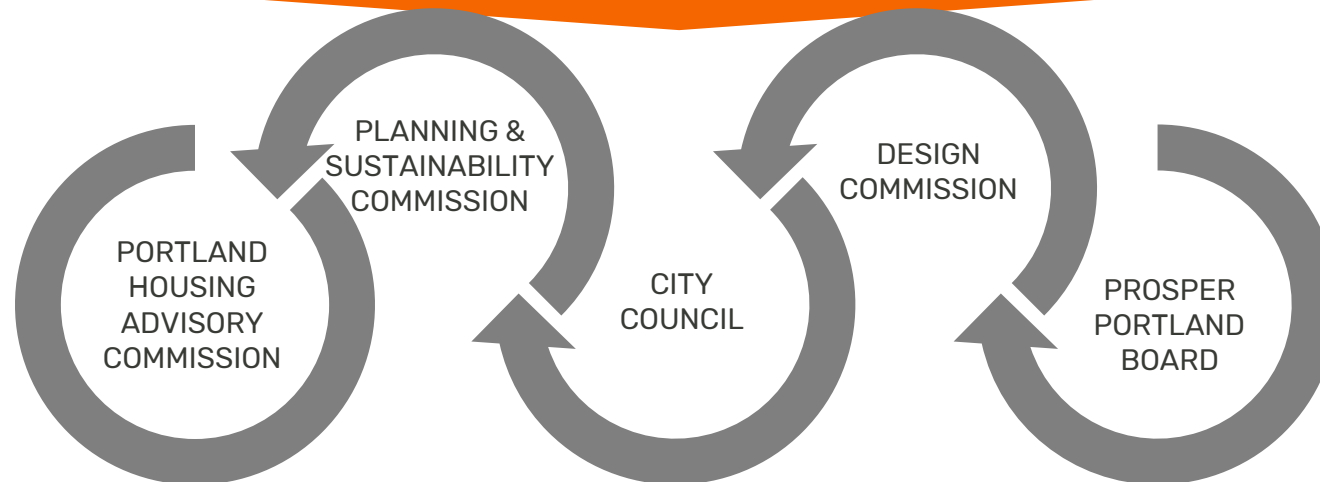 PORTLAND
HOUSING
ADVISORY
COMMISSION
PLANNING &
SUSTAINABILITY
COMMISSION
CITY
COUNCIL
DESIGN
COMMISSION
PROSPER
PORTLAND
BOARD